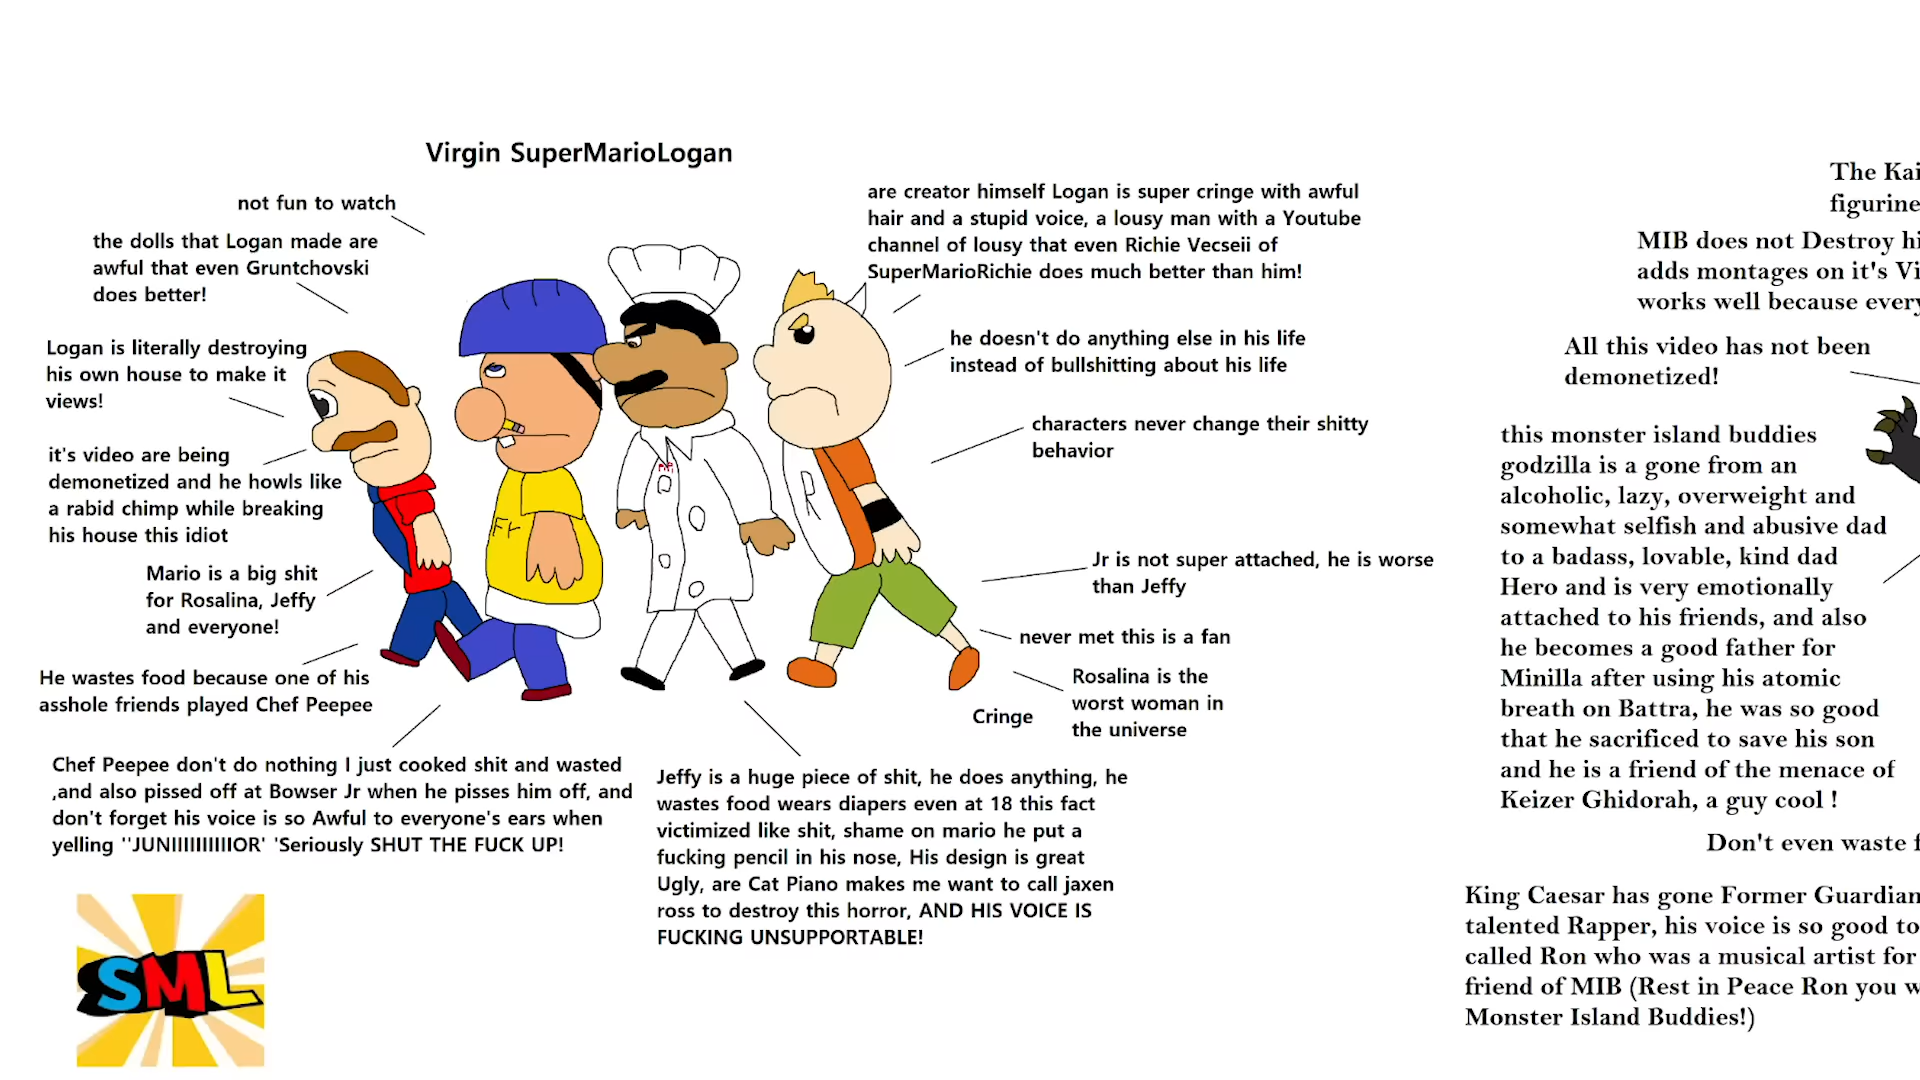 Virgin SuperMarioLogan
not fun to watch
the dolls that Logan made are
awful that even Gruntchovski
does better!
Logan is literally destroying
his own house to make it
views!
it's video are being
demonetized and he howls like
a rabid chimp while breaking
his house this idiot
Mario is a big shit
for Rosalina, Jeffy
and everyone!
He wastes food because one of his
asshole friends played Chef Peepee
Chef Peepee don't do nothing I just cooked shit and wasted
,and also pissed off at Bowser Jr when he pisses him off, and
don't forget his voice is so Awful to everyone's ears when
yelling ''JUNIIIIIIIIIIOR' 'Seriously SHUT THE FUCK UP!
SML
are creator himself Logan is super cringe with awful
hair and a stupid voice, a lousy man with a Youtube
channel of lousy that even Richie Vecseii of
SuperMarioRichie does much better than him!
he doesn't do anything else in his life
instead of bullshitting about his life
characters never change their shitty
behavior
Jr is not super attached, he is worse
than Jeffy
never met this is a fan
Rosalina is the
worst woman in
the universe
Cringe
Jeffy is a huge piece of shit, he does anything, he
wastes food wears diapers even at 18 this fact
victimized like shit, shame on mario he put a
fucking pencil in his nose, His design is great
Ugly, are Cat Piano makes me want to call jaxen
ross to destroy this horror, AND HIS VOICE IS
FUCKING UNSUPPORTABLE!
The Kai
figurine
MIB does not Destroy hi
adds montages on it's Vi
works well because every
All this video has not been
demonetized!
this monster island buddies
godzilla is a gone from an
alcoholic, lazy, overweight and
somewhat selfish and abusive dad
to a badass, lovable, kind dad
Hero and is very emotionally
attached to his friends, and also
he becomes a good father for
Minilla after using his atomic
breath on Battra, he was so good
that he sacrificed to save his son
and he is a friend of the menace of
Keizer Ghidorah, a guy cool !
Don't even waste f
King Caesar has gone Former Guardian
talented Rapper, his voice is so good to
called Ron who was a musical artist for
friend of MIB (Rest in Peace Ron you w
Monster Island Buddies!)